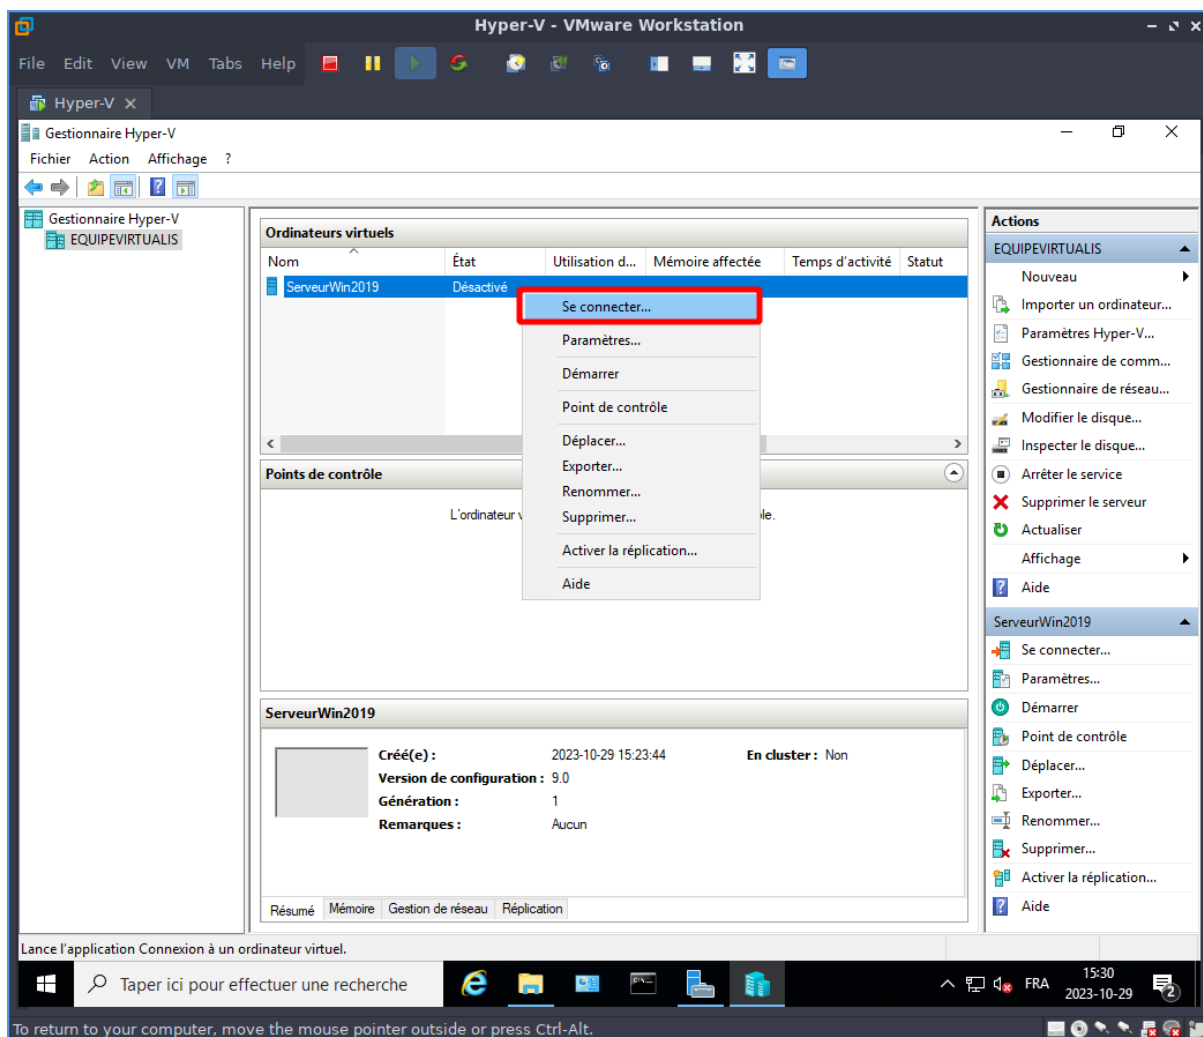 Hyper-V - VMware Workstation
File Edit View VM Tabs Help
Hyper-V
Gestionnaire Hyper-V
Fichier Action Affichage ?
Gestionnaire Hyper-V
EQUIPEVIRTUALIS
Ordinateurs virtuels
Nom État Utilisation d... Mémoire affectée Temps d'activité Statut
ServeurWin2019 Désactivé
Se connecter...
Paramètres...
Démarrer
Point de contrôle
Déplacer...
Exporter...
Renommer...
Supprimer...
Activer la réplication...
Aide
Points de contrôle
L'ordinateur
ServeurWin2019
Créé(e) : 2023-10-29 15:23:44 En cluster : Non
Version de configuration : 9.0
Génération : 1
Remarques : Aucun
Résumé Mémoire Gestion de réseau Réplication
Actions
EQUIPEVIRTUALIS
Nouveau
Importer un ordinateur...
Paramètres Hyper-V...
Gestionnaire de comm...
Gestionnaire de réseau...
Modifier le disque...
Inspecter le disque...
Arrêter le service
Supprimer le serveur
Actualiser
Affichage
Aide
ServeurWin2019
Se connecter...
Paramètres...
Démarrer
Point de contrôle
Déplacer...
Exporter...
Renommer...
Supprimer...
Activer la réplication...
Aide
Lance l'application Connexion à un ordinateur virtuel.
Taper ici pour effectuer une recherche
FRA
15:30
2023-10-29
2
To return to your computer, move the mouse pointer outside or press Ctrl-Alt.